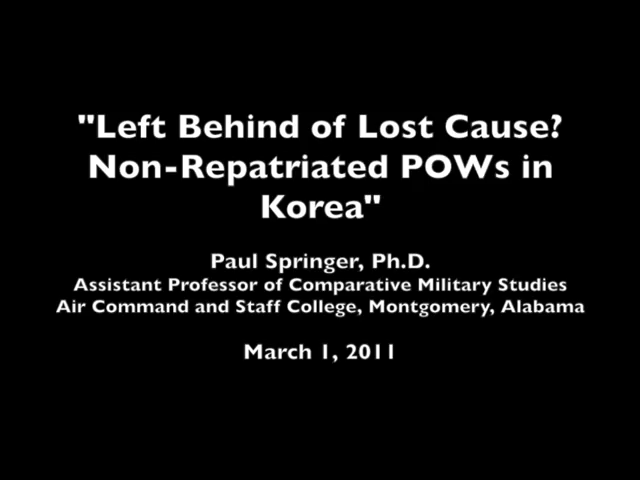 "Left Behind of Lost Cause?
Non-Repatriated POWs in
Korea"
Paul Springer, Ph.D.
Assistant Professor of Comparative Military Studies
Air Command and Staff College, Montgomery, Alabama
March 1, 2011